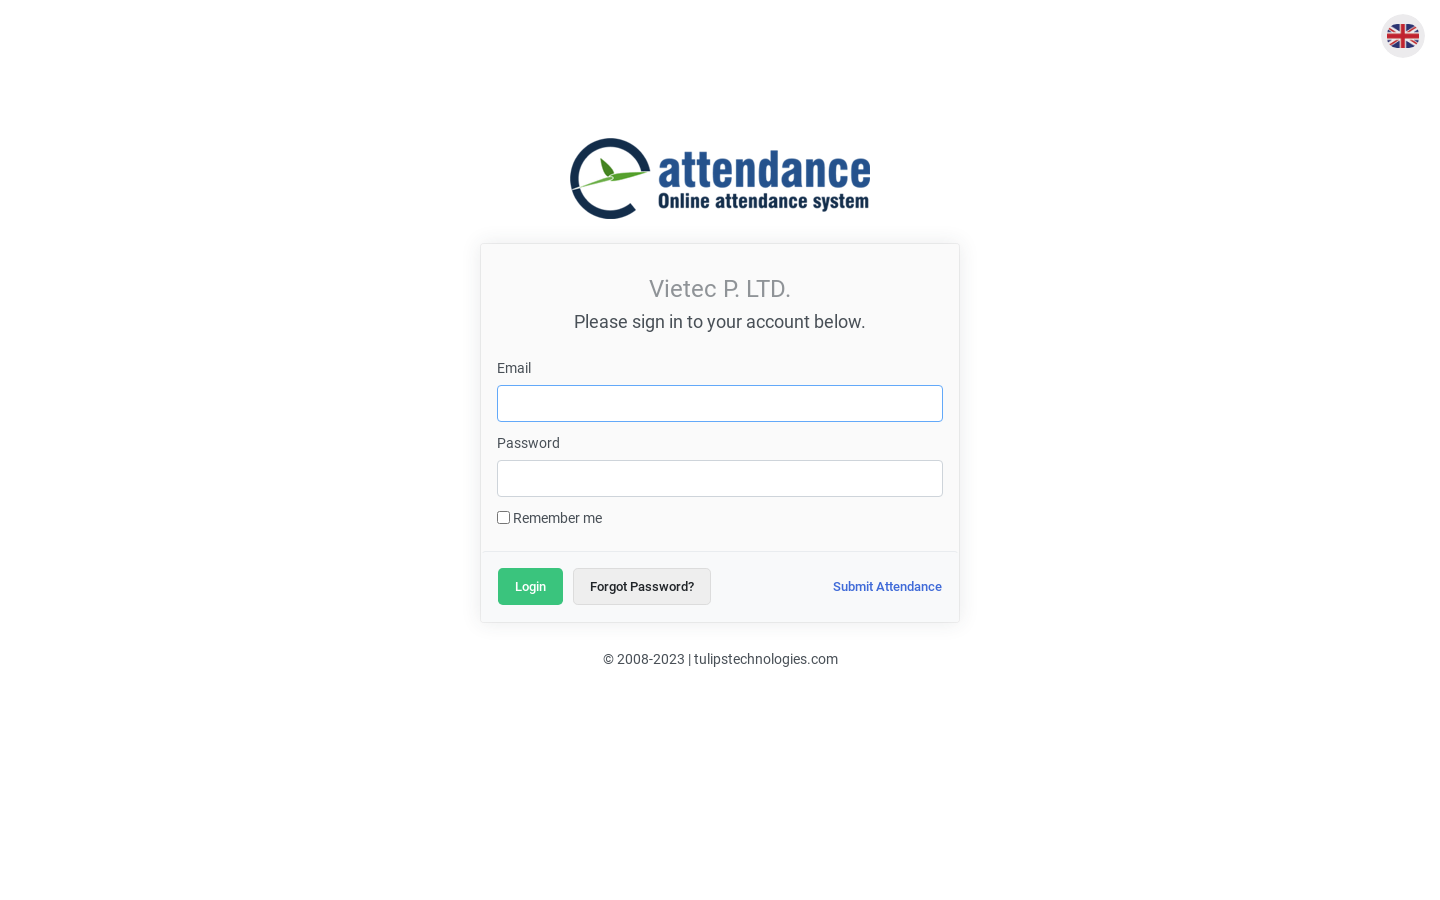 attendance
Online attendance system
Vietec P. LTD.
Please sign in to your account below.
Email
Password
Remember me
Login
Forgot Password?
Submit Attendance
© 2008-2023 | tulipstechnologies.com